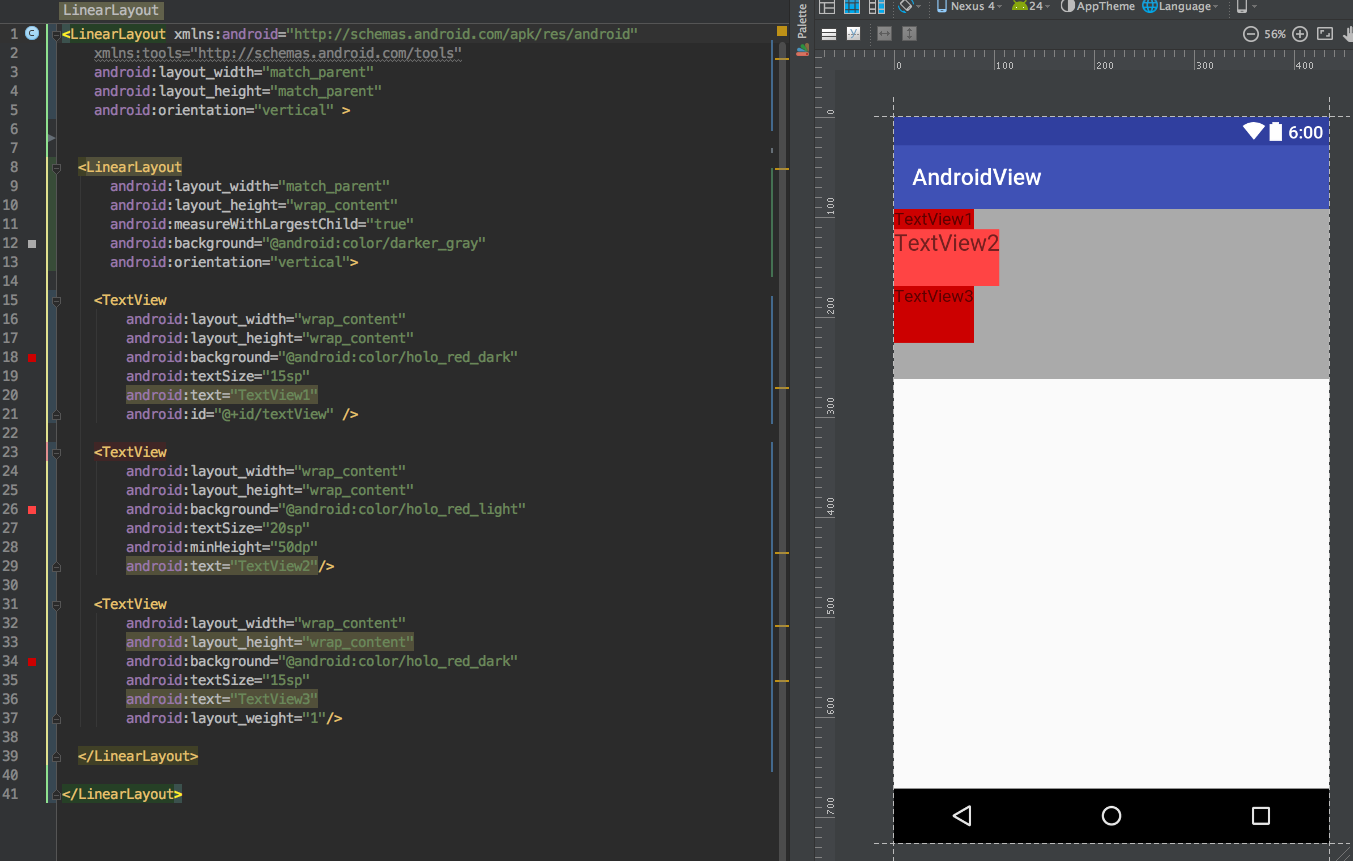 LinearLayout
1 <LinearLayout xmlns:android="http://schemas.android.com/apk/res/android"
2 xmlns:tools="http://schemas.android.com/tools"
3 android:layout_width="match_parent"
4 android:layout_height="match_parent"
5 android:orientation="vertical" >
6
7
8 <LinearLayout
9 android:layout_width="match_parent"
10 android:layout_height="wrap_content"
11 android:measureWithLargestChild="true"
12 android:background="@android:color/darker_gray"
13 android:orientation="vertical">
14
15 <TextView
16 android:layout_width="wrap_content"
17 android:layout_height="wrap_content"
18 android:background="@android:color/holo_red_dark"
19 android:textSize="15sp"
20 android:text="TextView1"
21 android:id="@+id/textView" />
22
23 <TextView
24 android:layout_width="wrap_content"
25 android:layout_height="wrap_content"
26 android:background="@android:color/holo_red_light"
27 android:textSize="20sp"
28 android:minHeight="50dp"
29 android:text="TextView2"/>
30
31 <TextView
32 android:layout_width="wrap_content"
33 android:layout_height="wrap_content"
34 android:background="@android:color/holo_red_dark"
35 android:textSize="15sp"
36 android:text="TextView3"
37 android:layout_weight="1"/>
38
39 </LinearLayout>
40
41 </LinearLayout>
Palette
Nexus 4 24 AppTheme Language
56%
0 100 200 300 400
0
100
200
300
400
500
600
700
6:00
AndroidView
TextView1
TextView2
TextView3